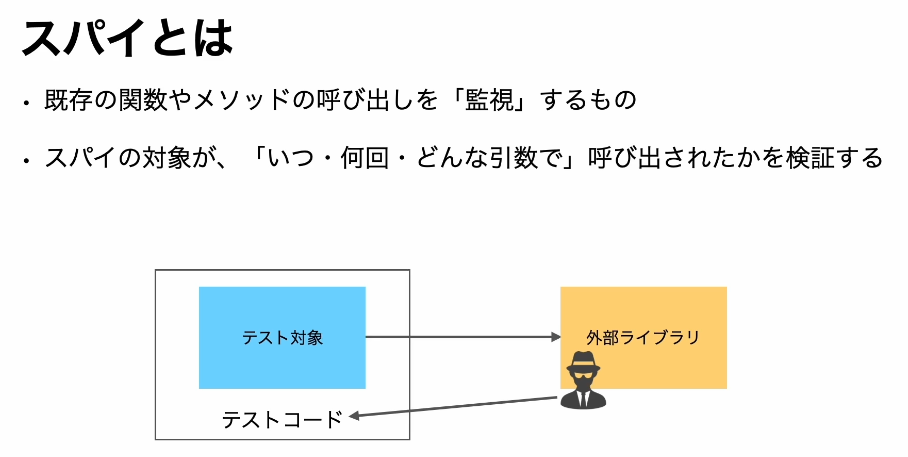 スパイとは
・ 既存の関数やメソッドの呼び出しを「監視」するもの
・ スパイの対象が、「いつ・何回・どんな引数で」呼び出されたかを検証する
テスト対象
外部ライブラリ
テストコード